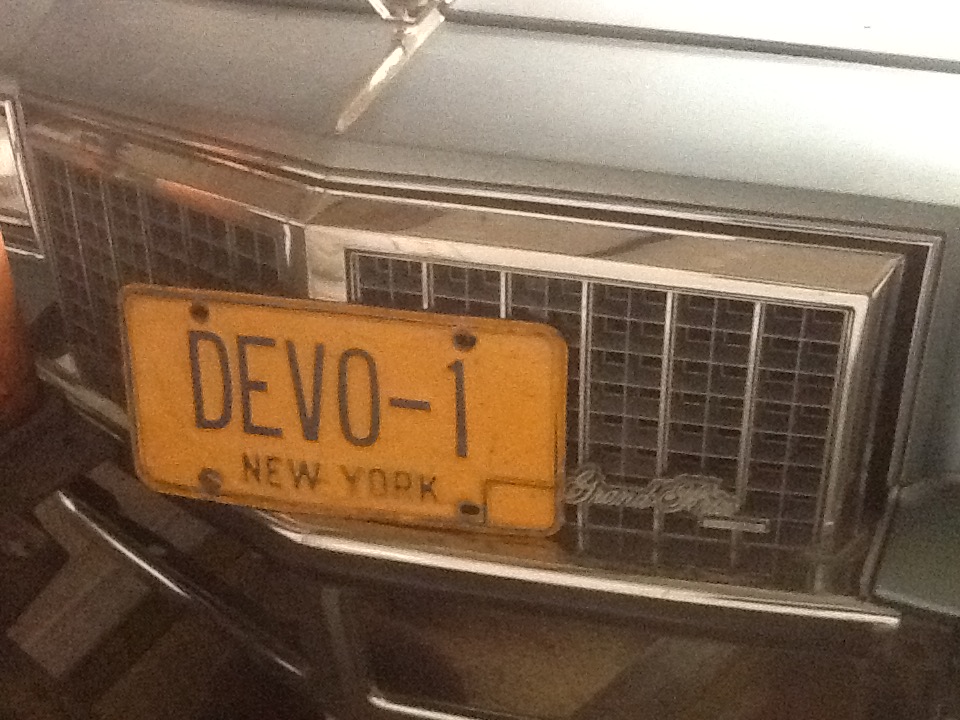 DEVO-1
NEW YORK
Grand Prix